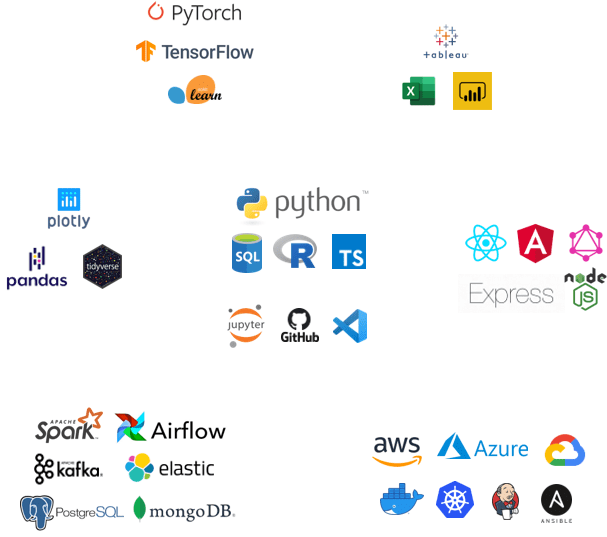 PyTorch
TensorFlow
learn
+ableau
X
plotly
python™
SQL
R
TS
pandas
tidyverse
A
Express
node
JS
jupyter
GitHub
APACHE
Spark™
Airflow
kafka
elastic
PostgreSQL
mongoDB®
aws
Azure
A
ANSIBLE